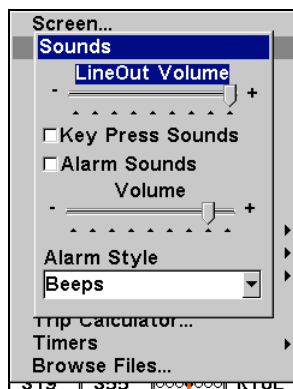 Screen...
Sounds
LineOut Volume
- +
Key Press Sounds
Alarm Sounds
Volume
- +
Alarm Style
Beeps
Trip Calculator...
Timers
Browse Files...